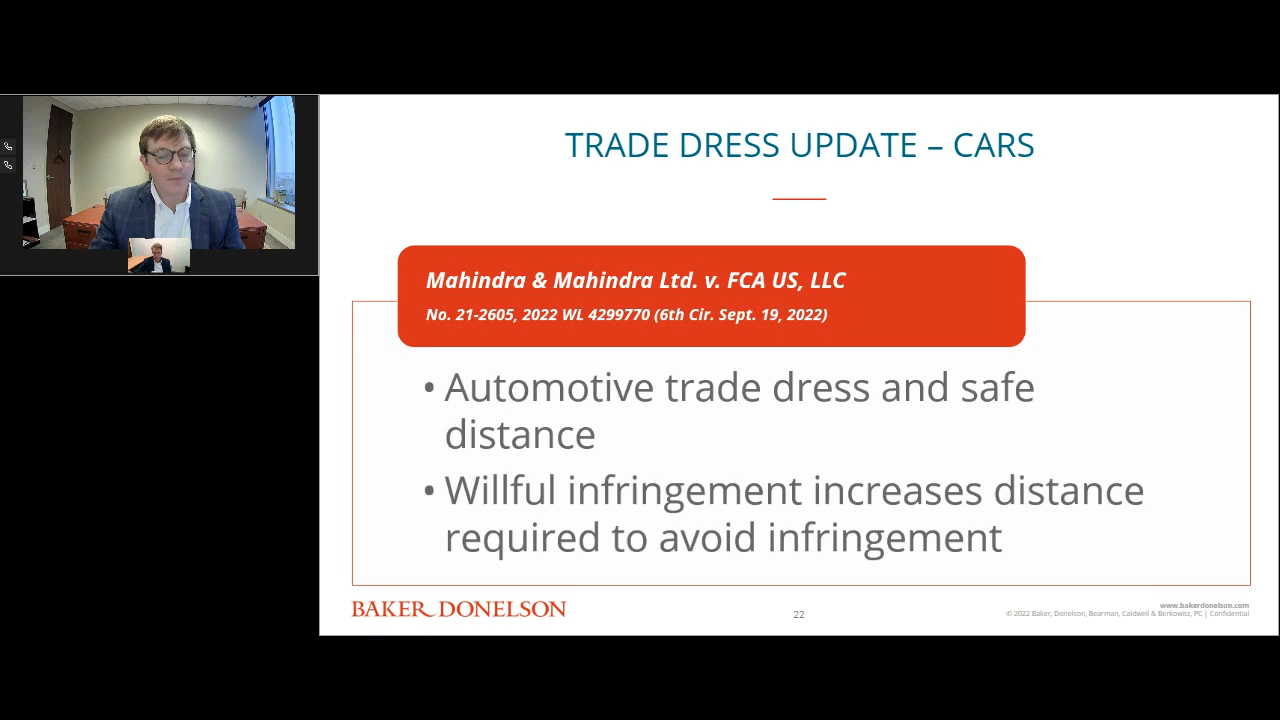 TRADE DRESS UPDATE – CARS
Mahindra & Mahindra Ltd. v. FCA US, LLC
No. 21-2605, 2022 WL 4299770 (6th Cir. Sept. 19, 2022)
• Automotive trade dress and safe
distance
• Willful infringement increases distance
required to avoid infringement
BAKER DONELSON
22
www.bakerdonelson.com
© 2022 Baker, Donelson, Bearman, Caldwell & Berkowitz, PC | Confidential